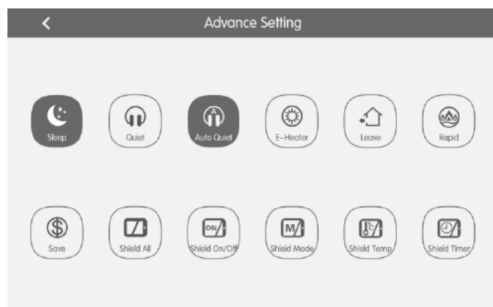 Advance Setting
Sleep
Quiet
A
Auto Quiet
E-Heater
Leave
Rapid
$
Save
Shield All
ON
Shield On/Off
M
Shield Mode
°C
Shield Temp
Shield Timer